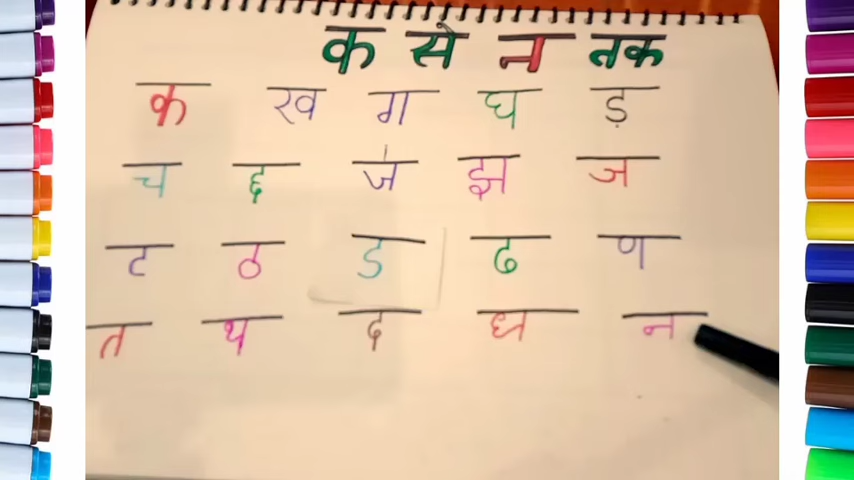 क से न तक
क ख ग घ ड़
च छ ज झ ज
ट ठ ड ढ ण
त थ द ध न